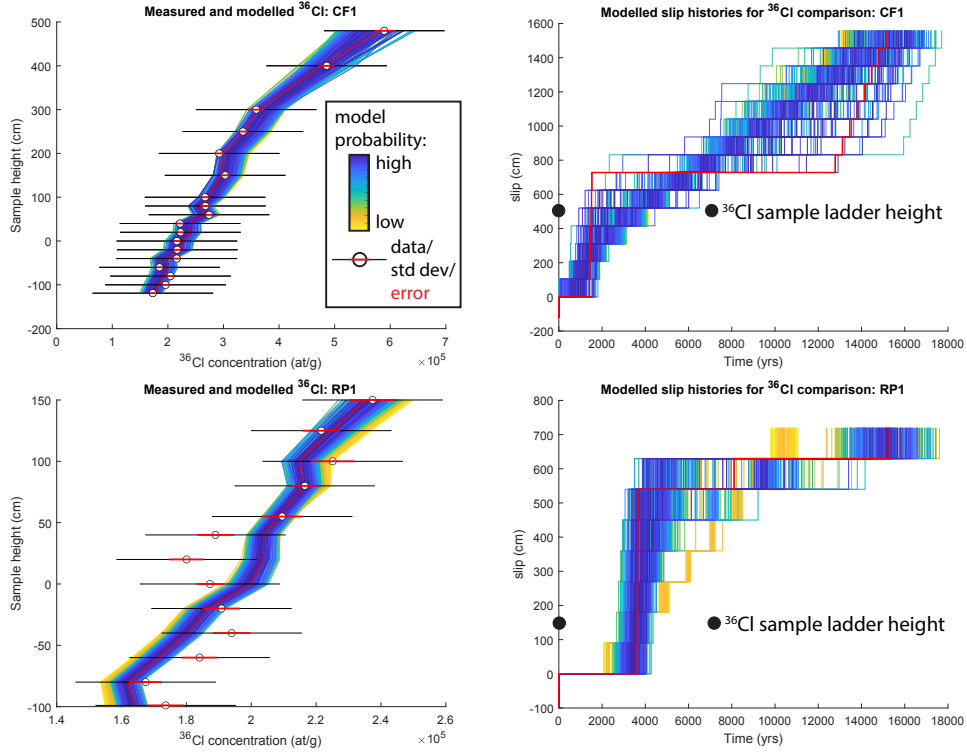 Measured and modelled ³⁶Cl: CF1
500
400
300
200
100
0
-100
-200
Sample height (cm)
0 1 2 3 4 5 6 7
× 10⁵
³⁶Cl concentration (at/g)
model
probability:
high
low
data/
std dev/
error
Modelled slip histories for ³⁶Cl comparison: CF1
1600
1400
1200
1000
800
600
400
200
0
-200
slip (cm)
³⁶Cl sample ladder height
0 2000 4000 6000 8000 10000 12000 14000 16000 18000
Time (yrs)
Measured and modelled ³⁶Cl: RP1
150
100
50
0
-50
-100
Sample height (cm)
1.4 1.6 1.8 2 2.2 2.4 2.6
× 10⁵
³⁶Cl concentration (at/g)
Modelled slip histories for ³⁶Cl comparison: RP1
800
700
600
500
400
300
200
100
0
-100
slip (cm)
³⁶Cl sample ladder height
0 2000 4000 6000 8000 10000 12000 14000 16000 18000
Time (yrs)